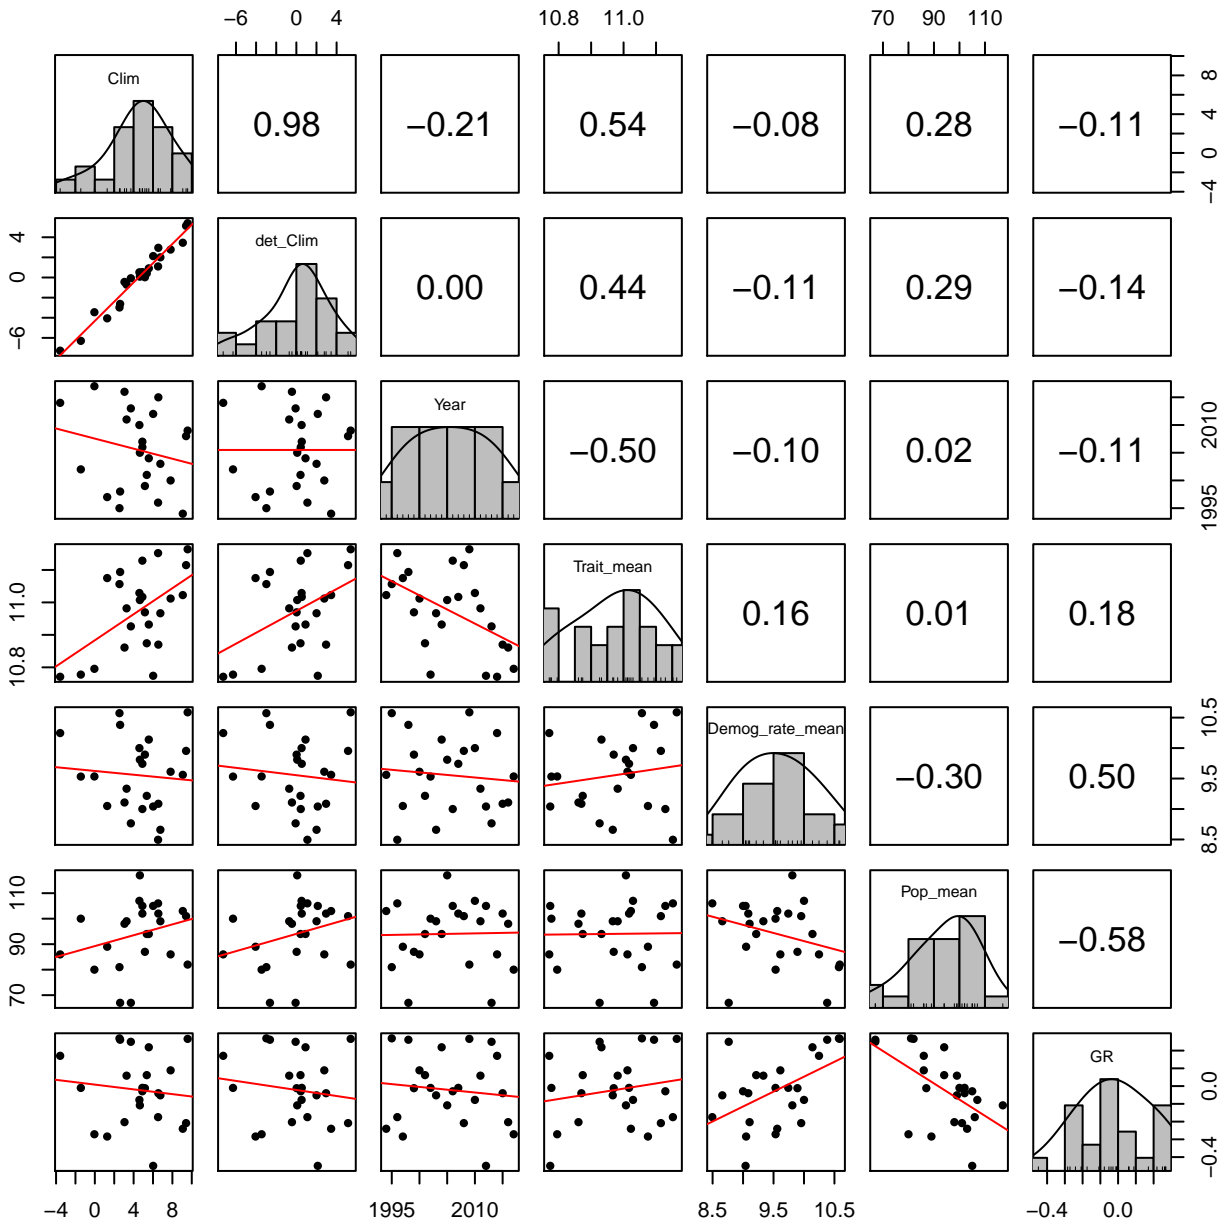 −6 0 4 10.8 11.0 70 90 110
Clim 0.98 −0.21 0.54 −0.08 0.28 −0.11 −4 0 4 8
−6 0 4 det_Clim 0.00 0.44 −0.11 0.29 −0.14
Year −0.50 −0.10 0.02 −0.11 1995 2010
10.8 11.0 Trait_mean 0.16 0.01 0.18
Demog_rate_mean −0.30 0.50 8.5 9.5 10.5
70 90 110 Pop_mean −0.58
GR −0.4 0.0
−4 0 4 8 1995 2010 8.5 9.5 10.5 −0.4 0.0